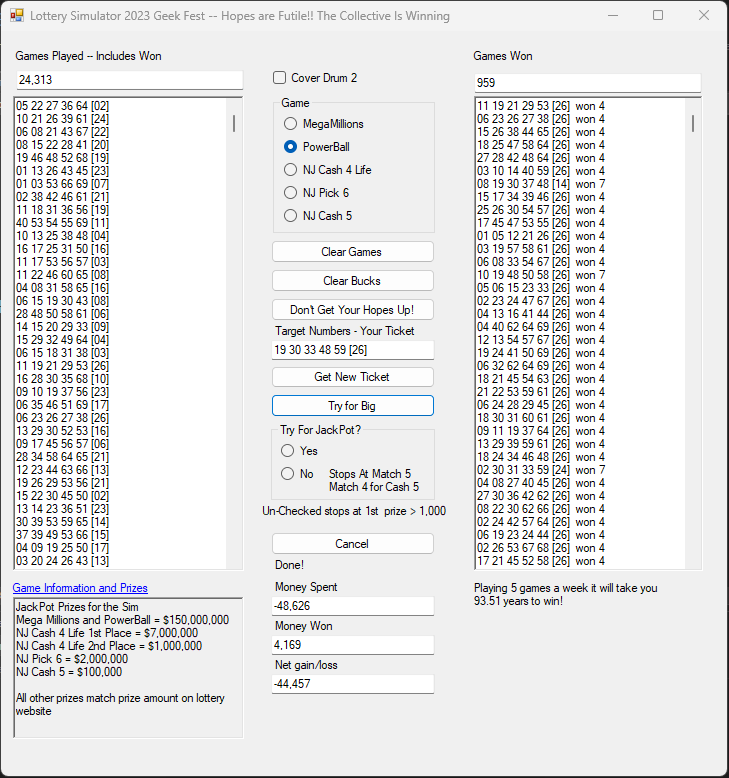 Lottery Simulator 2023 Geek Fest -- Hopes are Futile!! The Collective Is Winning
Games Played -- Includes Won
24,313
05 22 27 36 64 [02]
10 21 26 39 61 [24]
06 08 21 43 67 [22]
08 15 22 28 41 [20]
19 46 48 52 68 [19]
01 13 26 43 45 [23]
01 03 53 66 69 [07]
02 38 42 46 61 [21]
11 18 31 36 56 [19]
40 53 54 55 69 [11]
10 13 25 38 48 [04]
16 17 25 31 50 [16]
11 17 53 56 57 [03]
11 22 46 60 65 [08]
04 08 31 58 65 [16]
06 15 19 30 43 [08]
28 48 50 58 61 [06]
14 15 20 29 33 [09]
15 29 32 49 64 [04]
06 15 18 31 38 [03]
11 19 21 29 53 [26]
16 28 30 35 68 [10]
09 10 19 37 56 [23]
06 35 46 51 69 [17]
06 23 26 27 38 [26]
13 29 30 52 53 [16]
09 17 45 56 57 [06]
28 34 58 64 65 [21]
12 23 44 63 66 [13]
19 26 29 53 56 [21]
15 22 30 45 50 [02]
13 14 23 36 51 [23]
30 39 53 59 65 [14]
37 39 49 53 66 [15]
04 09 19 25 50 [17]
03 20 24 26 43 [13]
Game Information and Prizes
JackPot Prizes for the Sim
Mega Millions and PowerBall = $150,000,000
NJ Cash 4 Life 1st Place = $7,000,000
NJ Cash 4 Life 2nd Place = $1,000,000
NJ Pick 6 = $2,000,000
NJ Cash 5 = $100,000
All other prizes match prize amount on lottery
website
Cover Drum 2
Game
MegaMillions
PowerBall
NJ Cash 4 Life
NJ Pick 6
NJ Cash 5
Clear Games
Clear Bucks
Don't Get Your Hopes Up!
Target Numbers - Your Ticket
19 30 33 48 59 [26]
Get New Ticket
Try for Big
Try For JackPot?
Yes
No Stops At Match 5
Match 4 for Cash 5
Un-Checked stops at 1st prize > 1,000
Cancel
Done!
Money Spent
-48,626
Money Won
4,169
Net gain/loss
-44,457
Games Won
959
11 19 21 29 53 [26] won 4
06 23 26 27 38 [26] won 4
15 26 38 44 65 [26] won 4
18 25 47 58 64 [26] won 4
27 28 42 48 64 [26] won 4
03 10 14 40 59 [26] won 4
08 19 30 37 48 [14] won 7
15 17 34 39 46 [26] won 4
25 26 30 54 57 [26] won 4
17 45 47 53 55 [26] won 4
01 05 12 21 26 [26] won 4
03 19 57 58 61 [26] won 4
06 08 33 54 67 [26] won 4
10 19 48 50 58 [26] won 7
05 06 15 23 33 [26] won 4
02 23 24 47 67 [26] won 4
04 13 16 41 44 [26] won 4
04 40 62 64 69 [26] won 4
12 13 54 57 67 [26] won 4
19 24 41 50 69 [26] won 4
06 32 62 64 69 [26] won 4
18 21 45 54 63 [26] won 4
21 22 53 59 61 [26] won 4
06 24 28 29 45 [26] won 4
18 30 31 60 61 [26] won 4
09 11 19 37 64 [26] won 4
13 29 39 59 61 [26] won 4
18 24 34 46 48 [26] won 4
02 30 31 33 59 [24] won 7
04 08 27 40 45 [26] won 4
27 30 36 42 62 [26] won 4
08 22 30 62 66 [26] won 4
02 24 42 57 64 [26] won 4
06 19 23 24 44 [26] won 4
02 26 53 67 68 [26] won 4
17 21 45 52 58 [26] won 4
Playing 5 games a week it will take you
93.51 years to win!